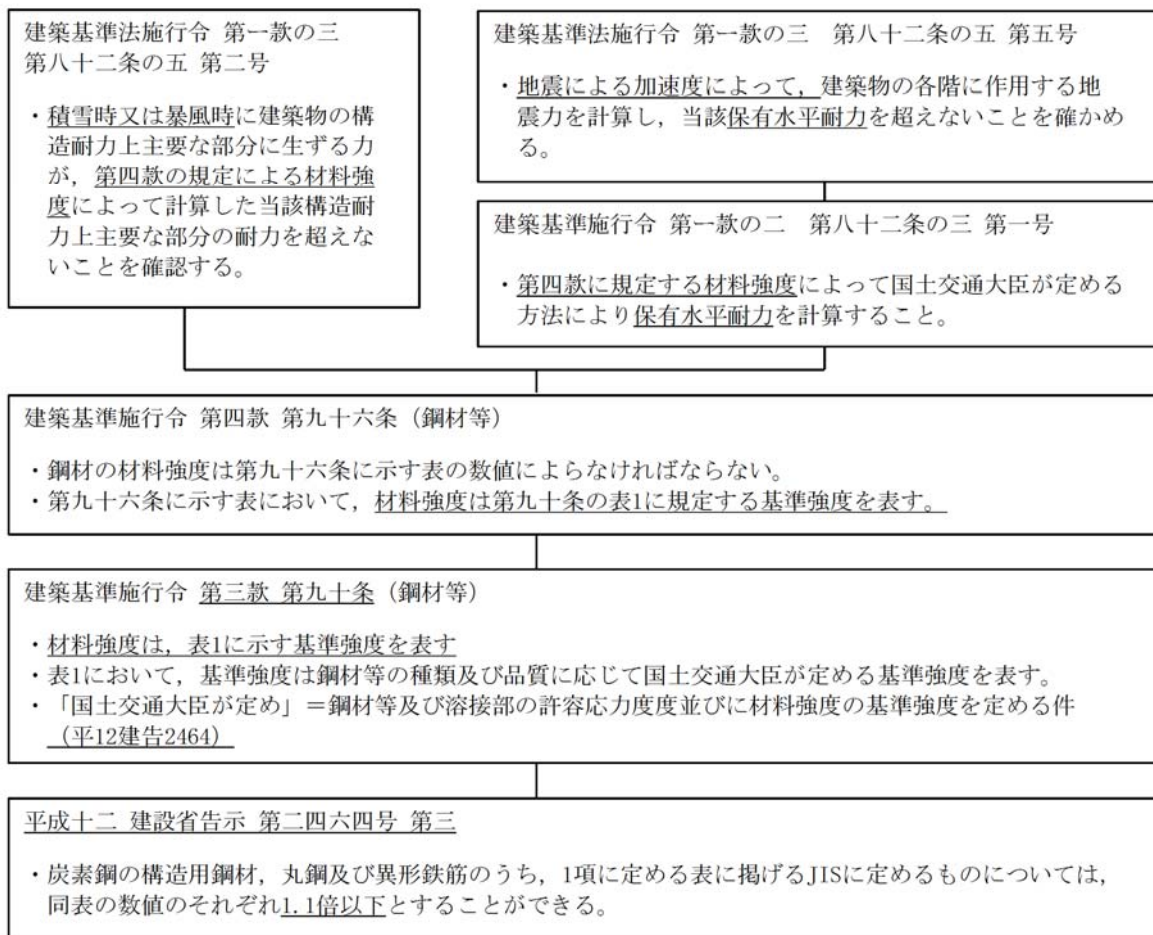 建築基準法施行令 第一款の三
第八十二条の五 第二号
・積雪時又は暴風時に建築物の構
造耐力上主要な部分に生ずる力
が，第四款の規定による材料強
度によって計算した当該構造耐
力上主要な部分の耐力を超えな
いことを確認する。
建築基準法施行令 第一款の三　第八十二条の五 第五号
・地震による加速度によって，建築物の各階に作用する地
震力を計算し，当該保有水平耐力を超えないことを確かめ
る。
建築基準施行令 第一款の二　第八十二条の三 第一号
・第四款に規定する材料強度によって国土交通大臣が定める
方法により保有水平耐力を計算すること。
建築基準施行令 第四款 第九十六条（鋼材等）
・鋼材の材料強度は第九十六条に示す表の数値によらなければならない。
・第九十六条に示す表において，材料強度は第九十条の表1に規定する基準強度を表す。
建築基準施行令 第三款 第九十条（鋼材等）
・材料強度は，表1に示す基準強度を表す
・表1において，基準強度は鋼材等の種類及び品質に応じて国土交通大臣が定める基準強度を表す。
・「国土交通大臣が定め」＝鋼材等及び溶接部の許容応力度度並びに材料強度の基準強度を定める件
（平12建告2464）
平成十二 建設省告示 第二四六四号 第三
・炭素鋼の構造用鋼材，丸鋼及び異形鉄筋のうち，1項に定める表に掲げるJISに定めるものについては，
同表の数値のそれぞれ1.1倍以下とすることができる。